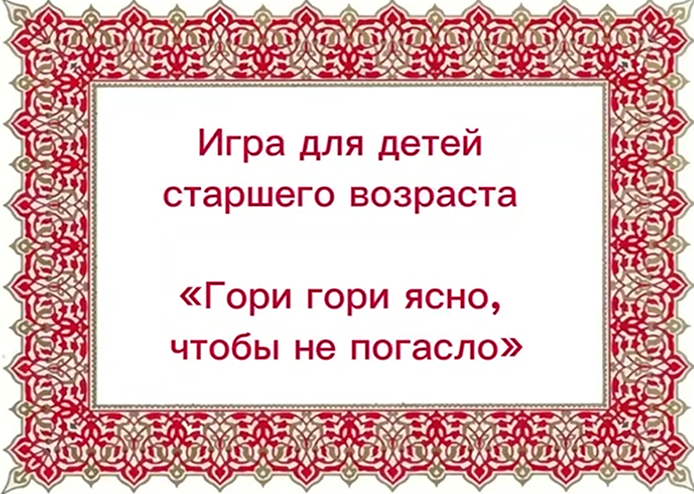 Игра для детей
старшего возраста
«Гори гори ясно,
чтобы не погасло»